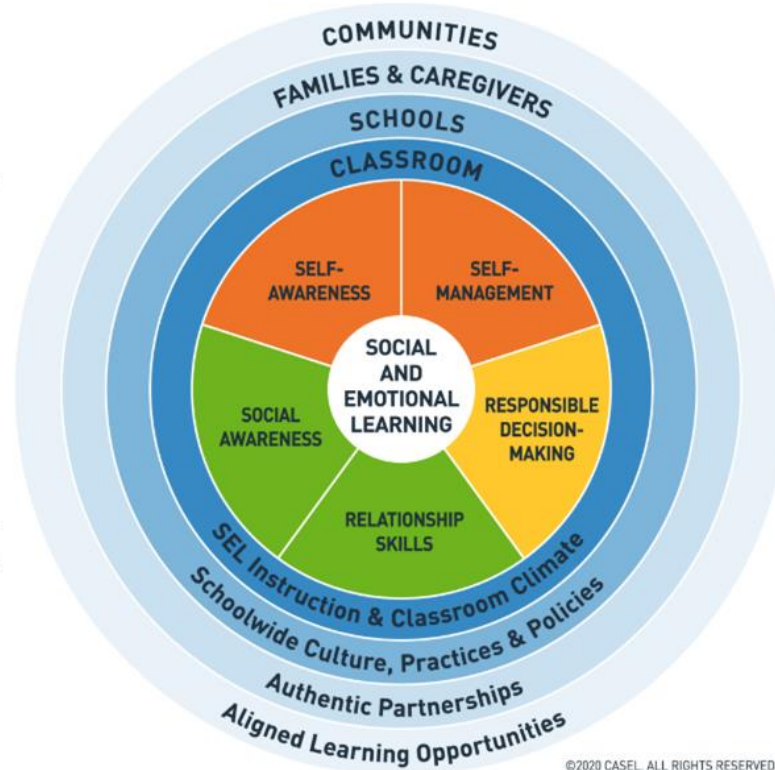 COMMUNITIES
FAMILIES & CAREGIVERS
SCHOOLS
CLASSROOM
SELF-
AWARENESS
SELF-
MANAGEMENT
SOCIAL
AND
EMOTIONAL
LEARNING
SOCIAL
AWARENESS
RESPONSIBLE
DECISION-
MAKING
RELATIONSHIP
SKILLS
SEL Instruction & Classroom Climate
Schoolwide Culture, Practices & Policies
Authentic Partnerships
Aligned Learning Opportunities
©2020 CASEL. ALL RIGHTS RESERVED